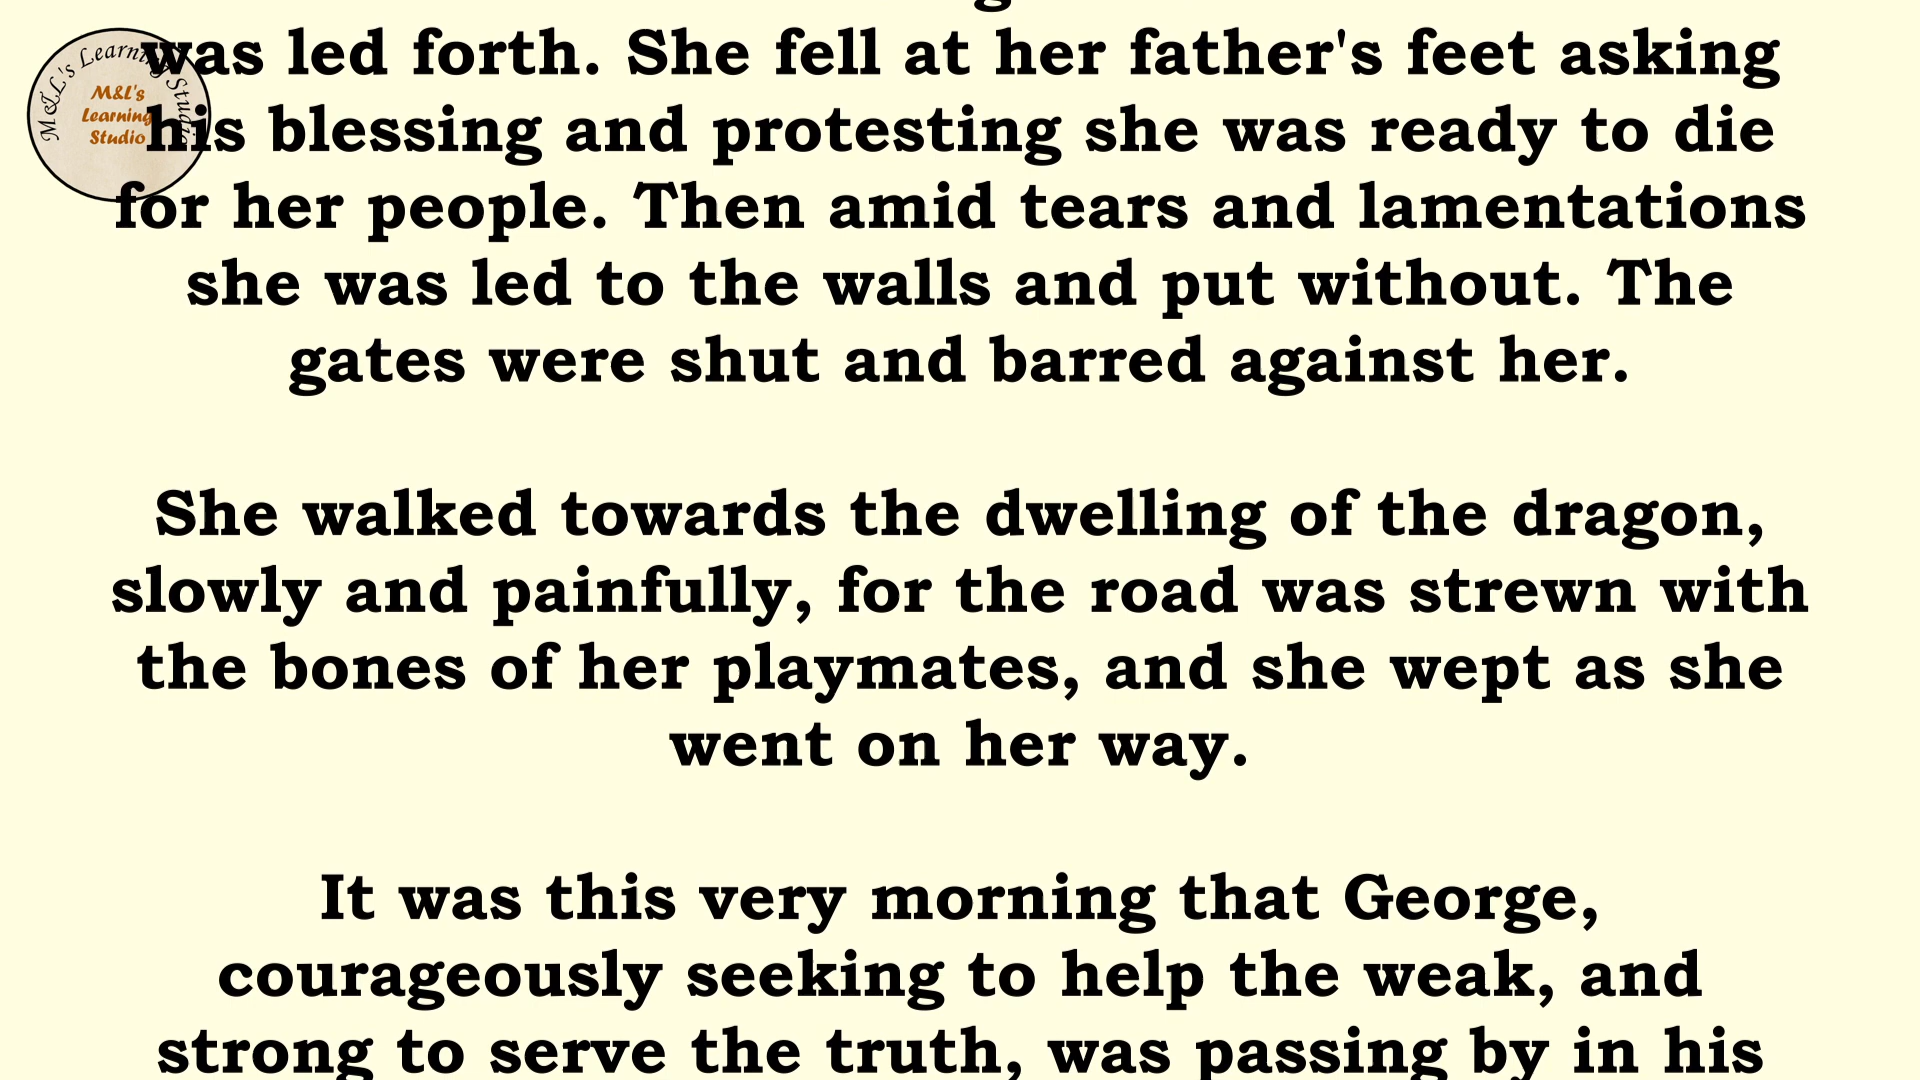 was led forth. She fell at her father's feet asking
his blessing and protesting she was ready to die
for her people. Then amid tears and lamentations
she was led to the walls and put without. The
gates were shut and barred against her.
She walked towards the dwelling of the dragon,
slowly and painfully, for the road was strewn with
the bones of her playmates, and she wept as she
went on her way.
It was this very morning that George,
courageously seeking to help the weak, and
strong to serve the truth, was passing by in his
M&L's Learning Studio
M&L's
Learning
Studio